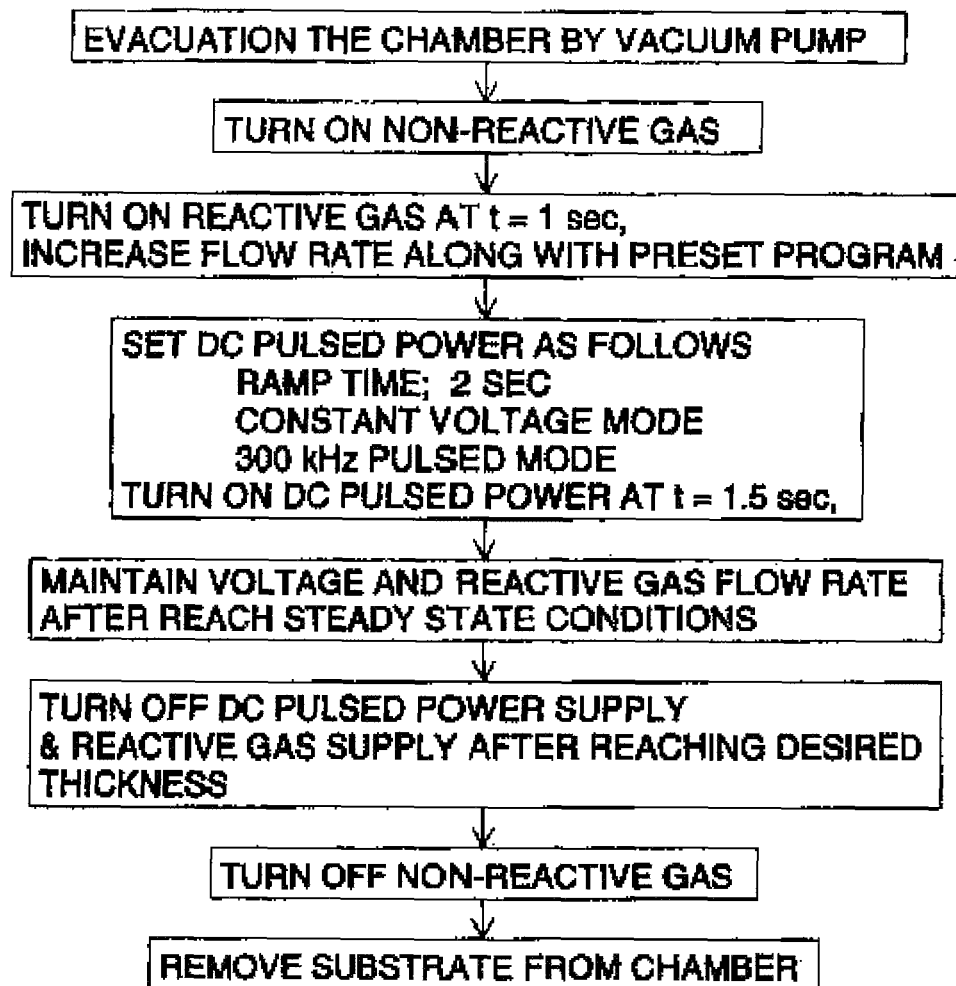 EVACUATION THE CHAMBER BY VACUUM PUMP
TURN ON NON-REACTIVE GAS
TURN ON REACTIVE GAS AT t = 1 sec,
INCREASE FLOW RATE ALONG WITH PRESET PROGRAM
SET DC PULSED POWER AS FOLLOWS
RAMP TIME; 2 SEC
CONSTANT VOLTAGE MODE
300 kHz PULSED MODE
TURN ON DC PULSED POWER AT t = 1.5 sec,
MAINTAIN VOLTAGE AND REACTIVE GAS FLOW RATE
AFTER REACH STEADY STATE CONDITIONS
TURN OFF DC PULSED POWER SUPPLY
& REACTIVE GAS SUPPLY AFTER REACHING DESIRED
THICKNESS
TURN OFF NON-REACTIVE GAS
REMOVE SUBSTRATE FROM CHAMBER